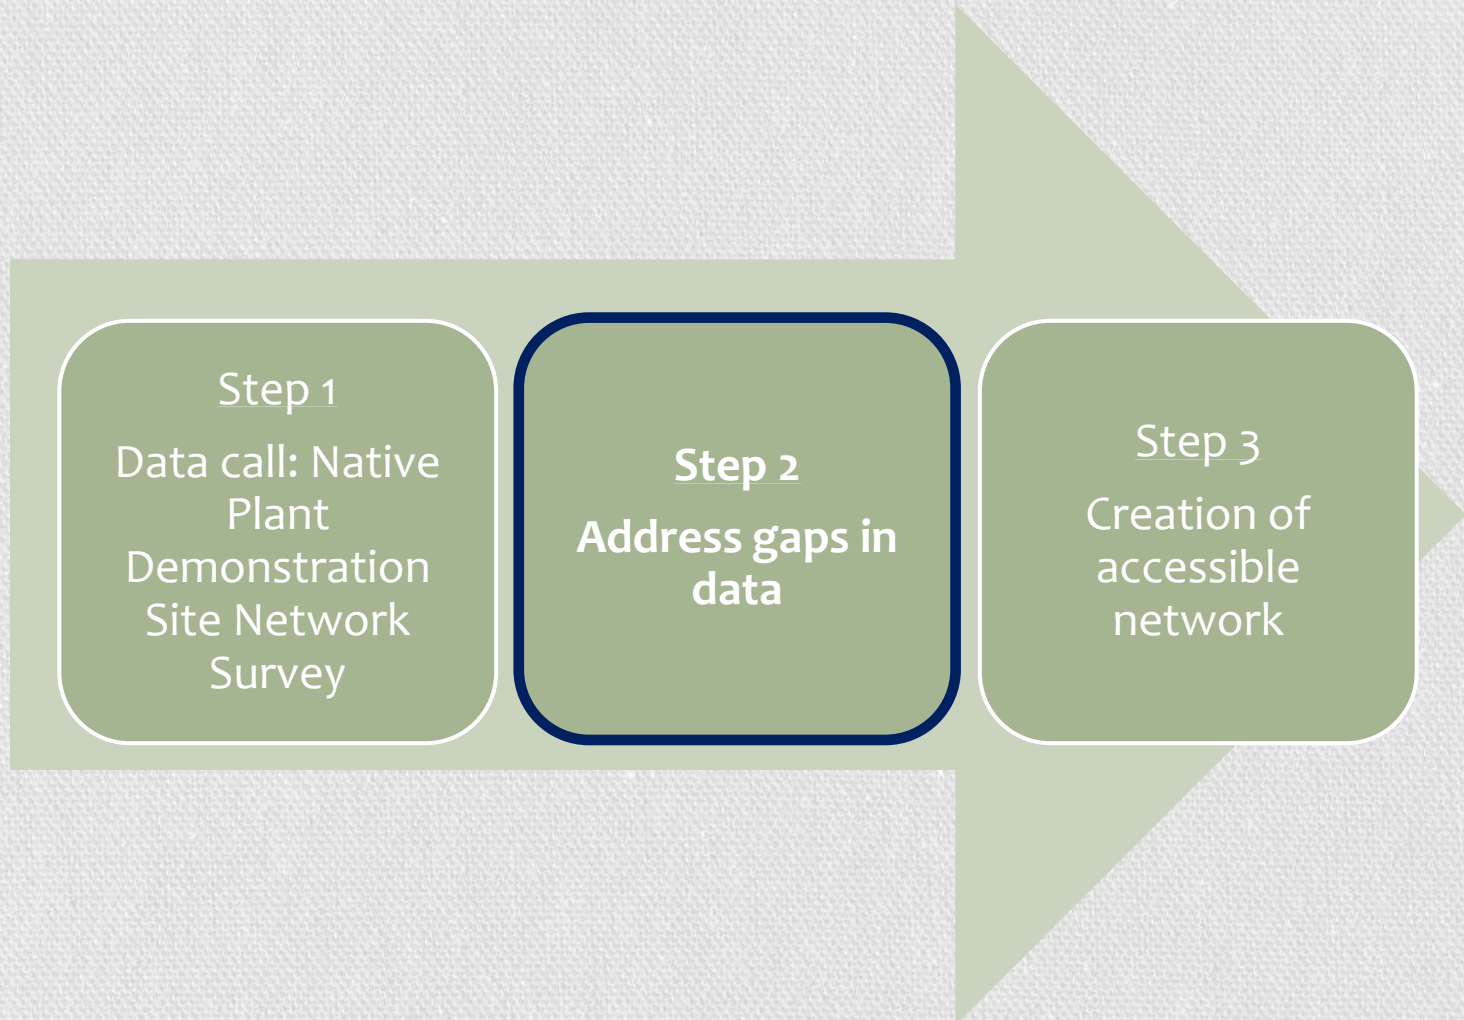 Step 1
Data call: Native
Plant
Demonstration
Site Network
Survey
Step 2
Address gaps in
data
Step 3
Creation of
accessible
network